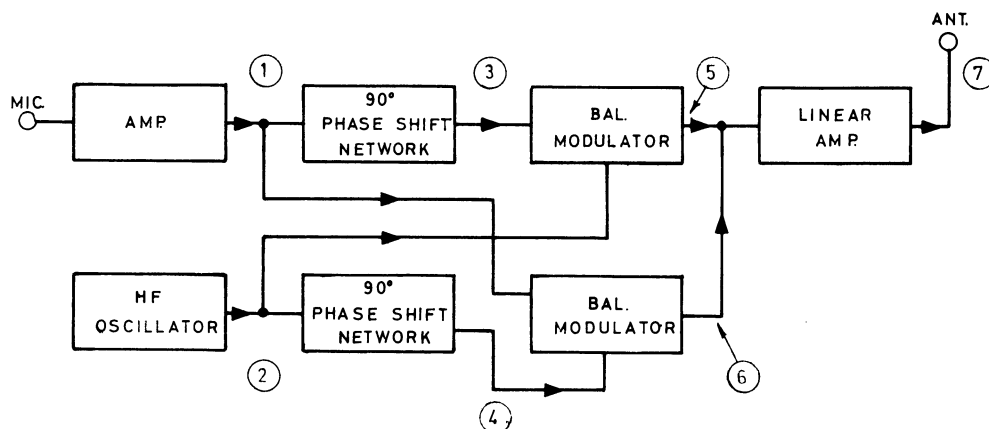 ANT.
1
3
5
7
MIC.
AMP.
90°
PHASE SHIFT
NETWORK
BAL.
MODULATOR
LINEAR
AMP.
HF
OSCILLATOR
90°
PHASE SHIFT
NETWORK
BAL.
MODULATOR
2
4
6